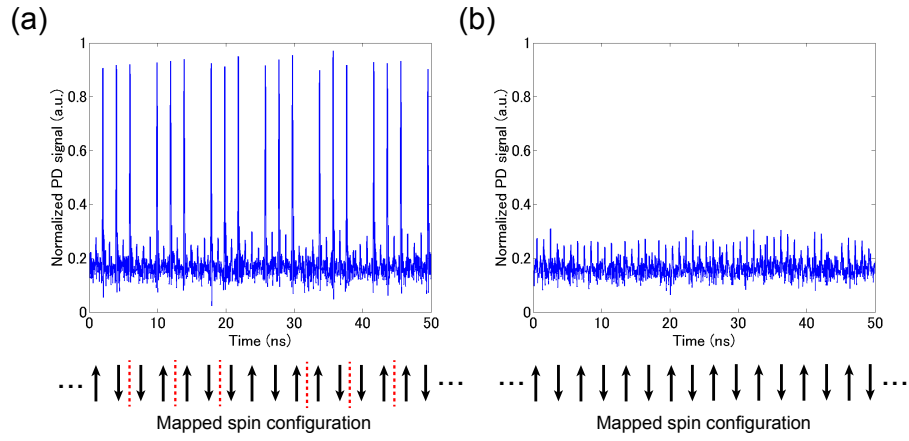 (a)
Normalized PD signal (a.u.)
1
0.8
0.6
0.4
0.2
0
0 10 20 30 40 50
Time (ns)
... ...
Mapped spin configuration
(b)
Normalized PD signal (a.u.)
1
0.8
0.6
0.4
0.2
0
0 10 20 30 40 50
Time (ns)
... ...
Mapped spin configuration